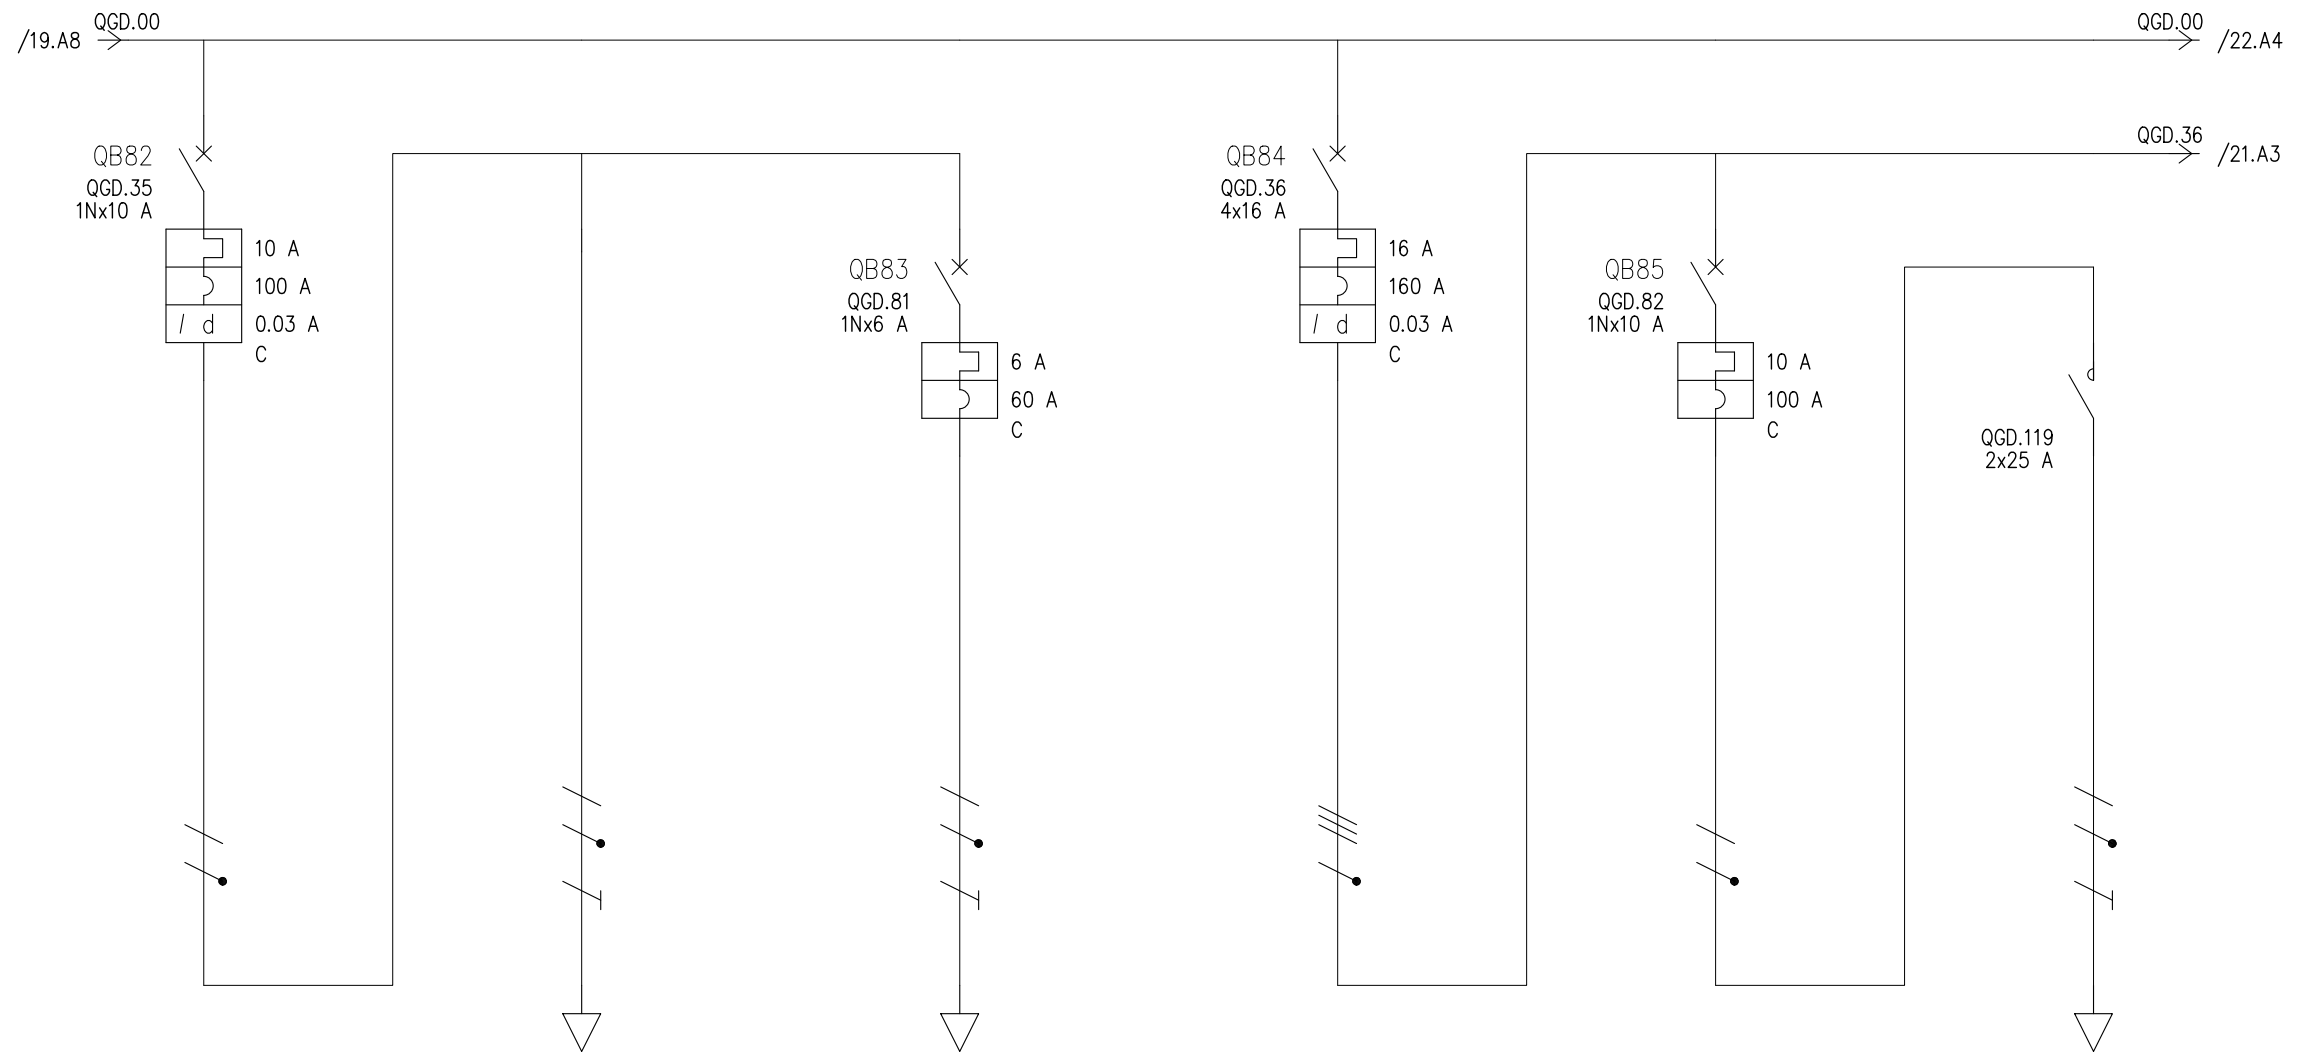 QGD.00
/19.A8
QGD.00
/22.A4
QB82
QGD.35
1Nx10 A
10 A
100 A
I d
0.03 A
C
QB83
QGD.81
1Nx6 A
6 A
60 A
C
QB84
QGD.36
4x16 A
16 A
160 A
I d
0.03 A
C
QGD.36
/21.A3
QB85
QGD.82
1Nx10 A
10 A
100 A
C
QGD.119
2x25 A